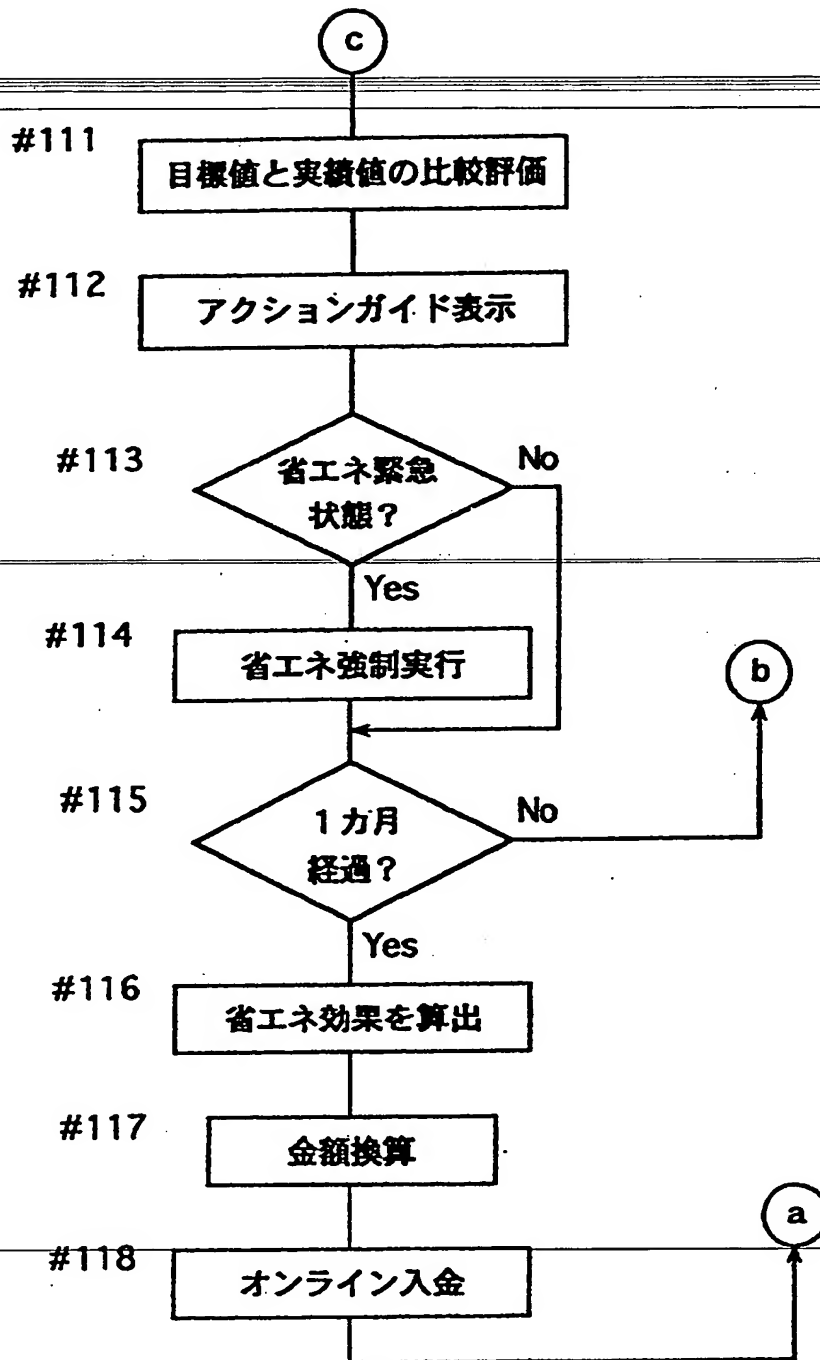 c
#111
目標値と実績値の比較評価
#112
アクションガイド表示
#113
省エネ緊急
状態？
No
Yes
#114
省エネ強制実行
b
#115
1カ月
経過？
No
Yes
#116
省エネ効果を算出
#117
金額換算
a
#118
オンライン入金